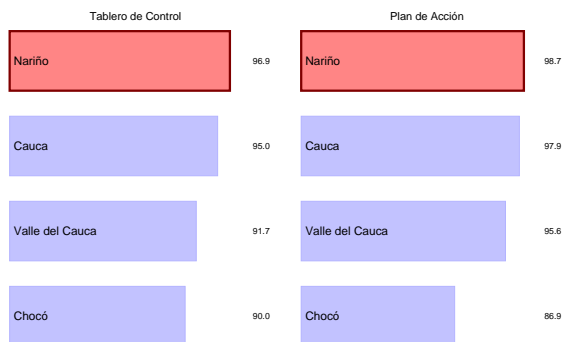 Tablero de Control
Plan de Acción
Nariño 96.9
Nariño 98.7
Cauca 95.0
Cauca 97.9
Valle del Cauca 91.7
Valle del Cauca 95.6
Chocó 90.0
Chocó 86.9